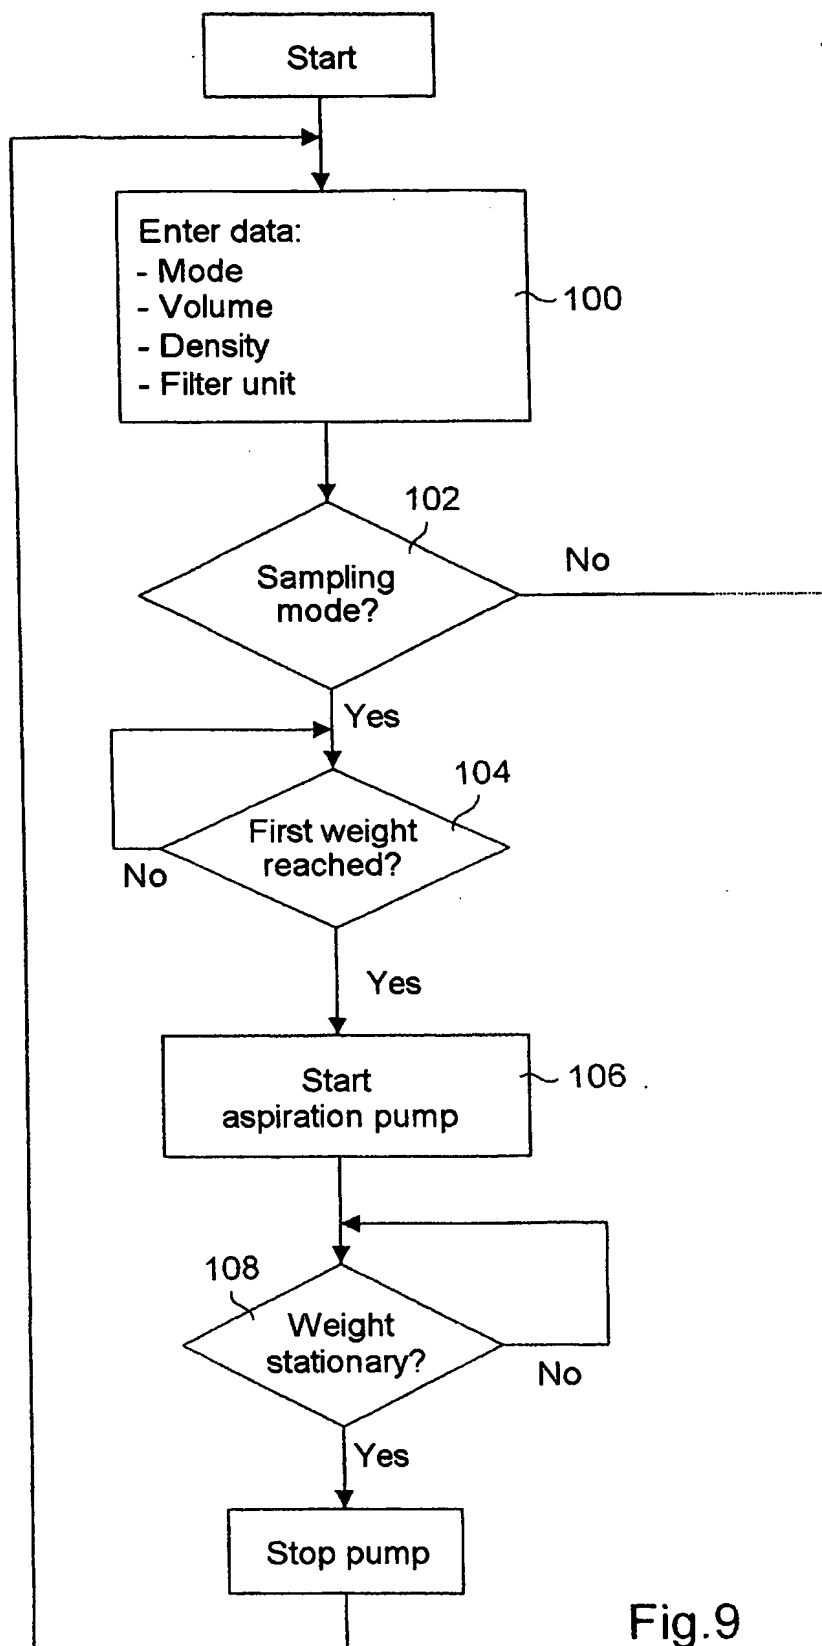 Start
Enter data:
- Mode
- Volume
- Density
- Filter unit
100
102
Sampling
mode?
No
Yes
104
First weight
reached?
No
Yes
Start
aspiration pump
106
108
Weight
stationary?
No
Yes
Stop pump
Fig.9